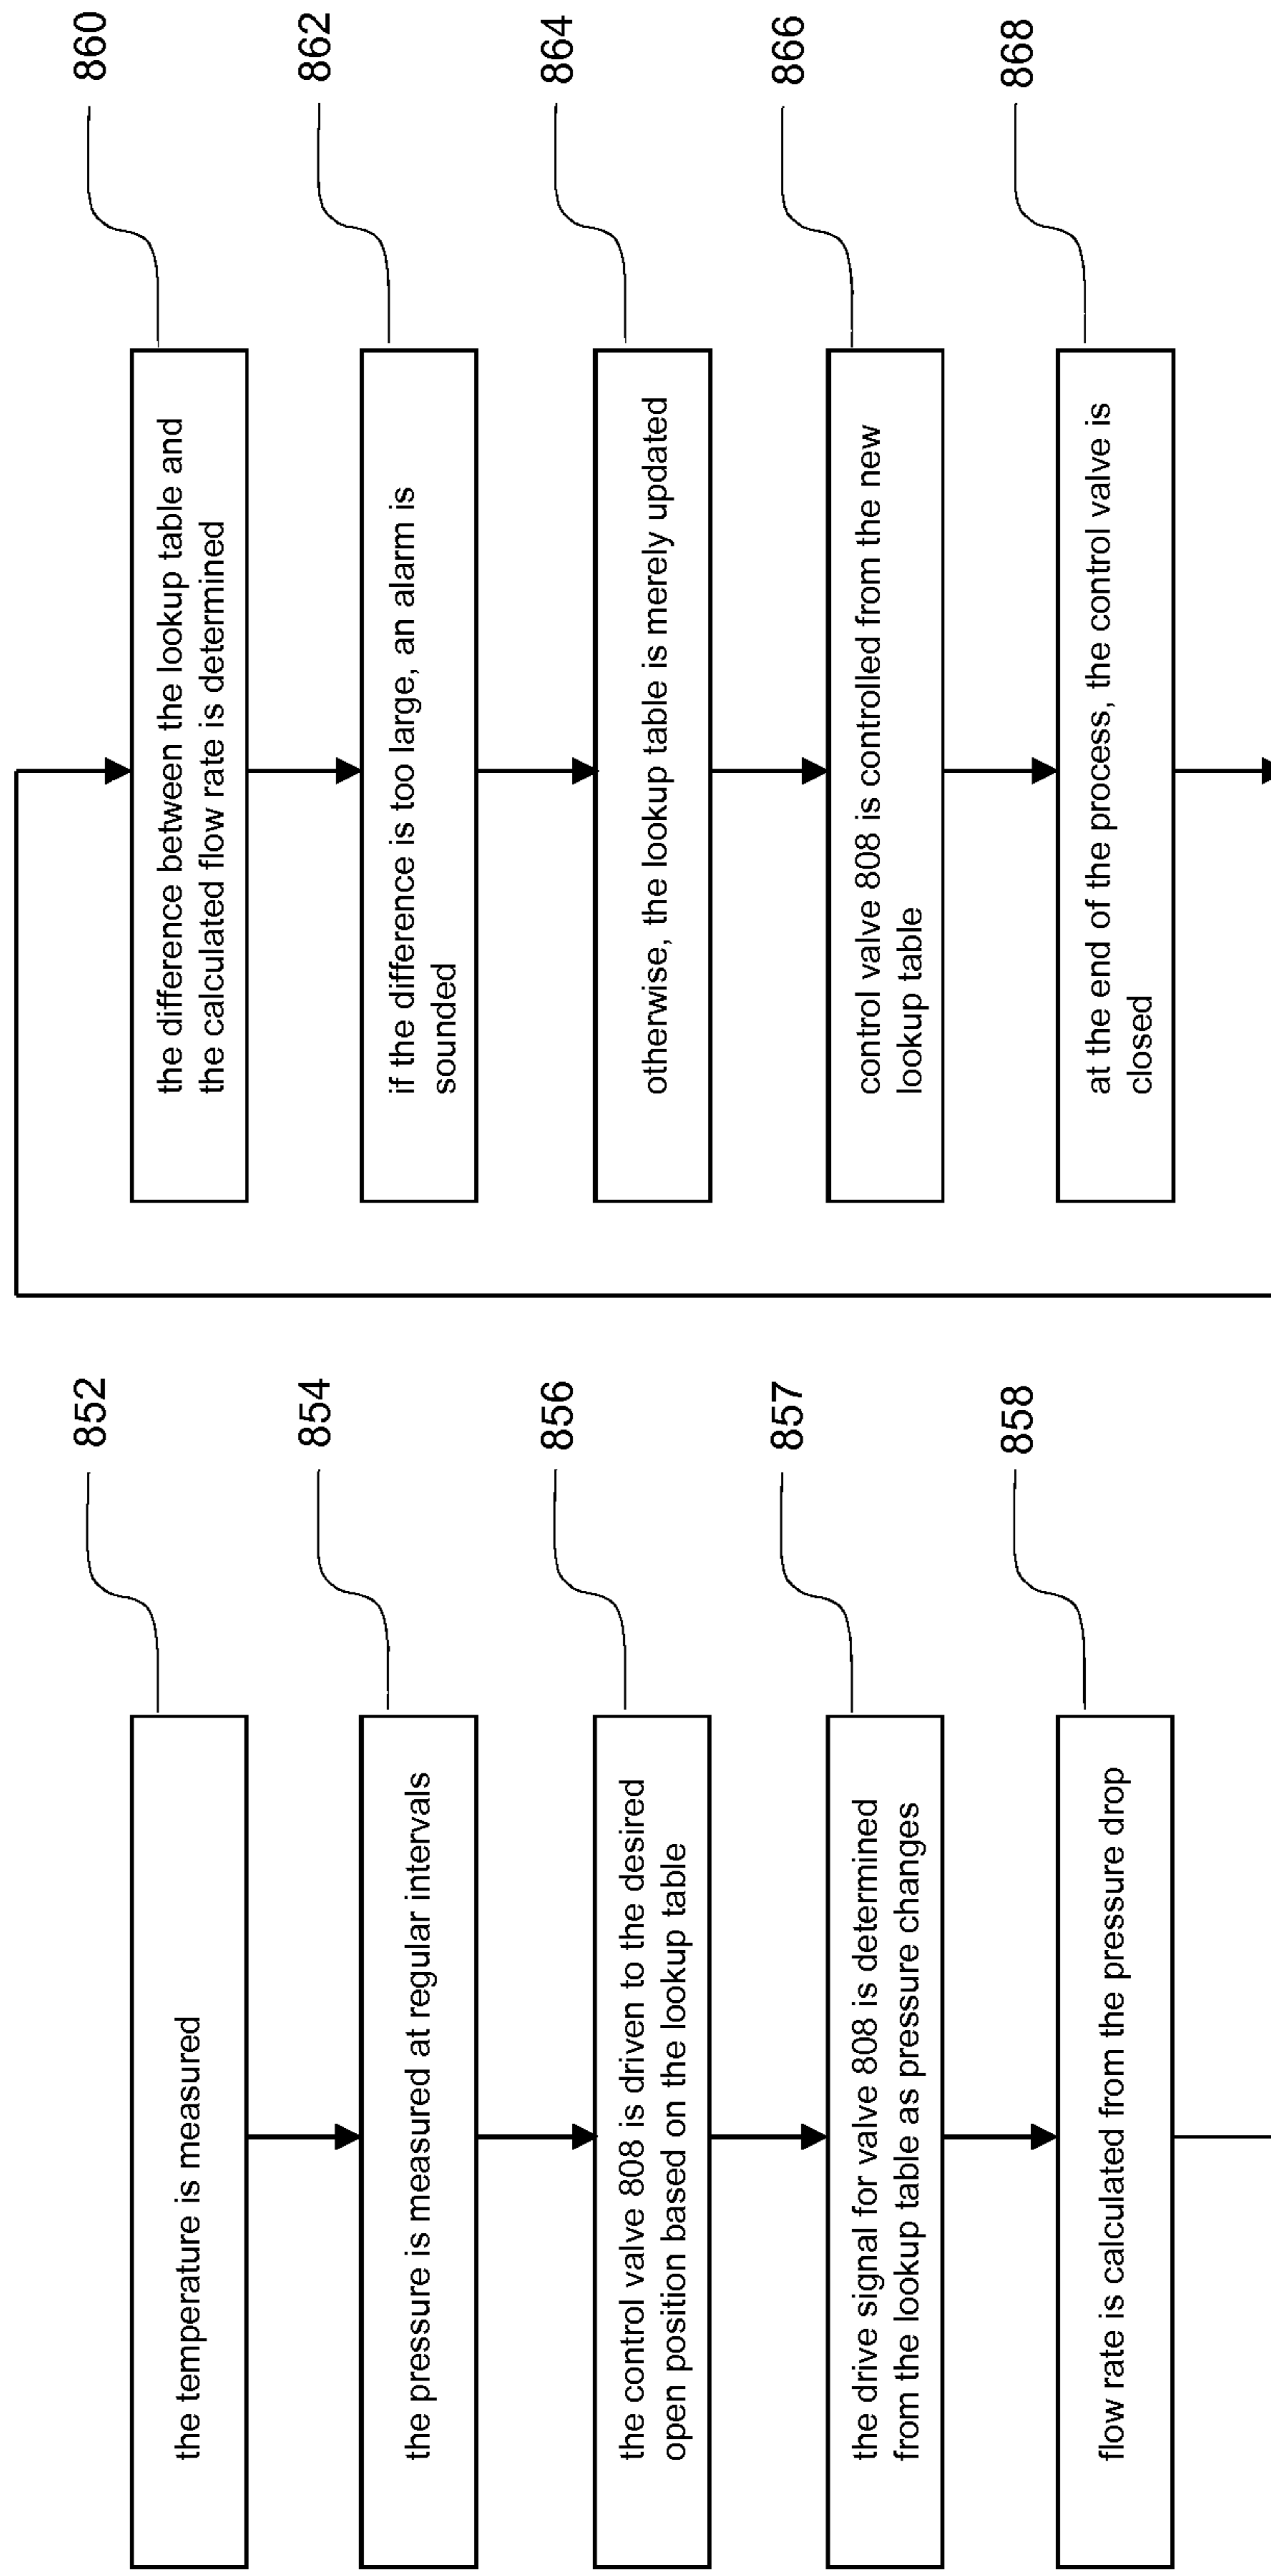 the temperature is measured
852
the pressure is measured at regular intervals
854
the control valve 808 is driven to the desired
open position based on the lookup table
856
the drive signal for valve 808 is determined
from the lookup table as pressure changes
857
flow rate is calculated from the pressure drop
858
the difference between the lookup table and
the calculated flow rate is determined
860
if the difference is too large, an alarm is
sounded
862
otherwise, the lookup table is merely updated
864
control valve 808 is controlled from the new
lookup table
866
at the end of the process, the control valve is
closed
868